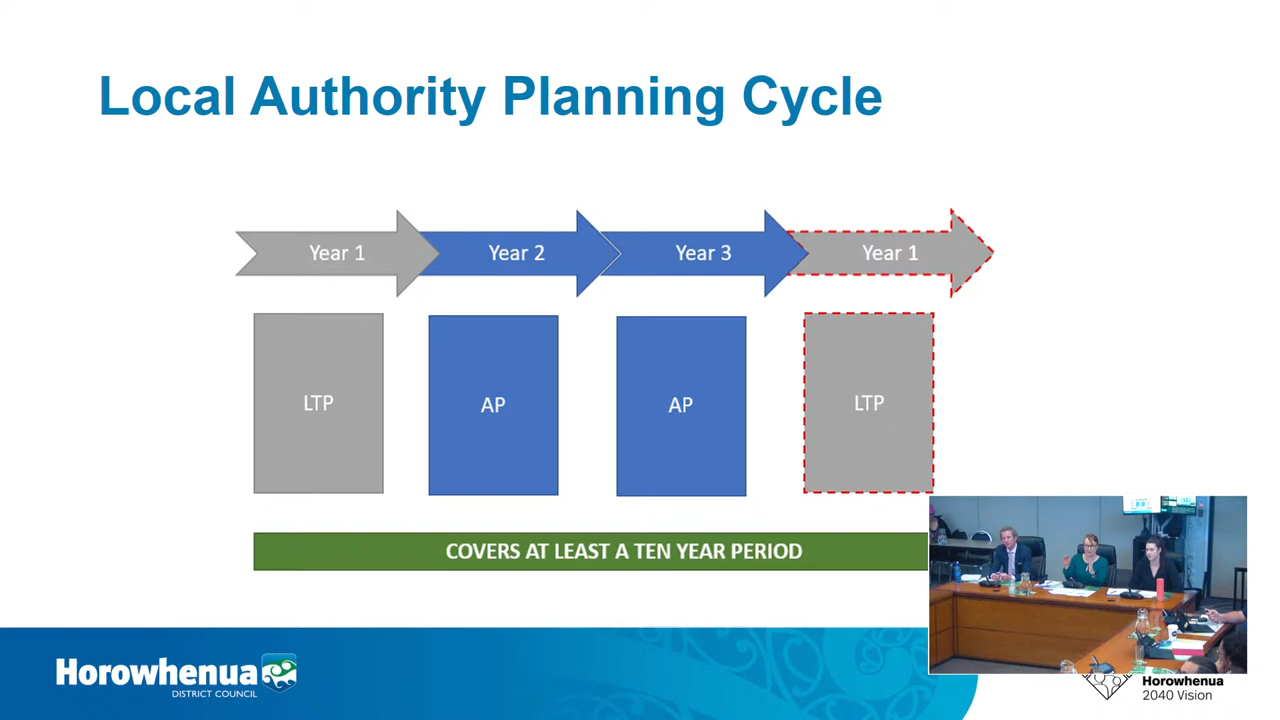 Local Authority Planning Cycle
Year 1
Year 2
Year 3
Year 1
LTP
AP
AP
LTP
COVERS AT LEAST A TEN YEAR PERIOD
Horowhenua
DISTRICT COUNCIL
Horowhenua
2040 Vision